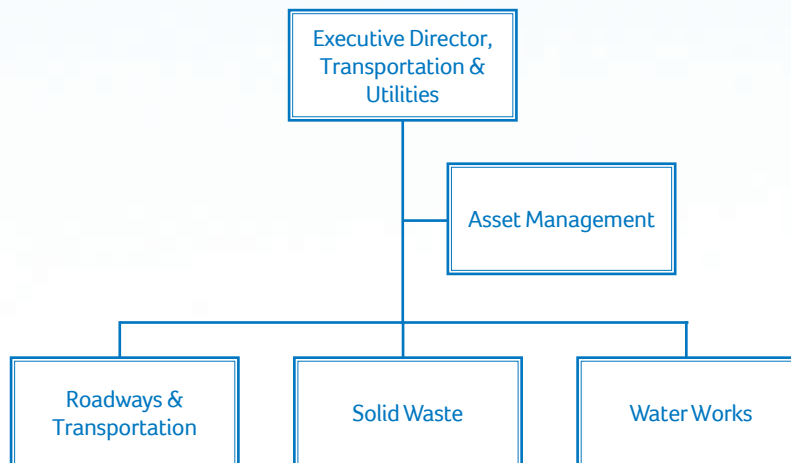 Executive Director,
Transportation &
Utilities
Asset Management
Roadways &
Transportation
Solid Waste
Water Works